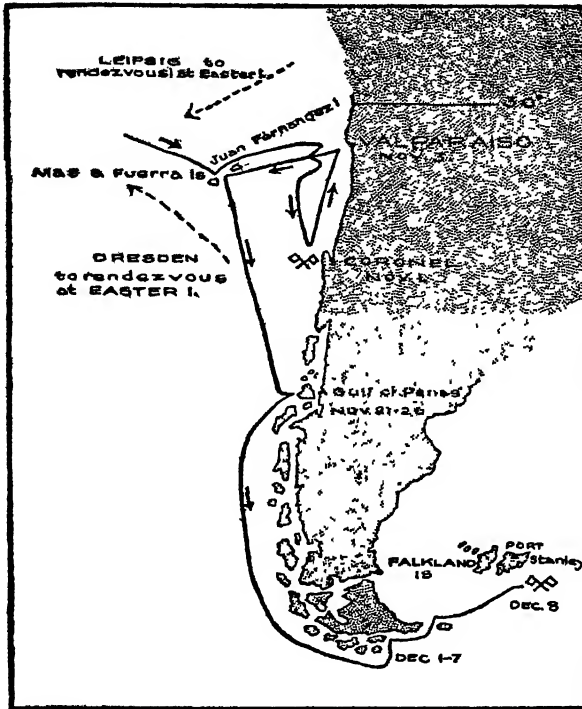 LEIPSIG to
rendezvous at Easter I.
Juan Fernandez I
30°
VALPARAISO
NOV. 3
Mas a Fuerra Is
DRESDEN
to rendezvous
at EASTER I.
CORONEL
NOV. 1
Gulf of Penas
NOV. 21-26
FALKLAND
IS
PORT
Stanley
DEC. 8
DEC 1-7